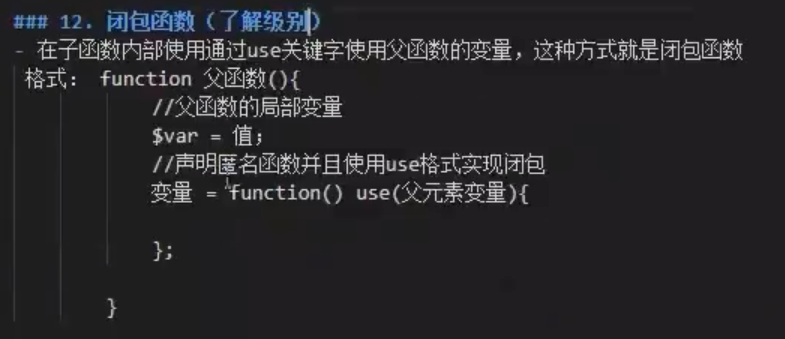 ### 12. 闭包函数（了解级别）
- 在子函数内部使用通过use关键字使用父函数的变量，这种方式就是闭包函数
格式： function 父函数(){
//父函数的局部变量
$var = 值；
//声明匿名函数并且使用use格式实现闭包
变量 = function() use(父元素变量){
};
}